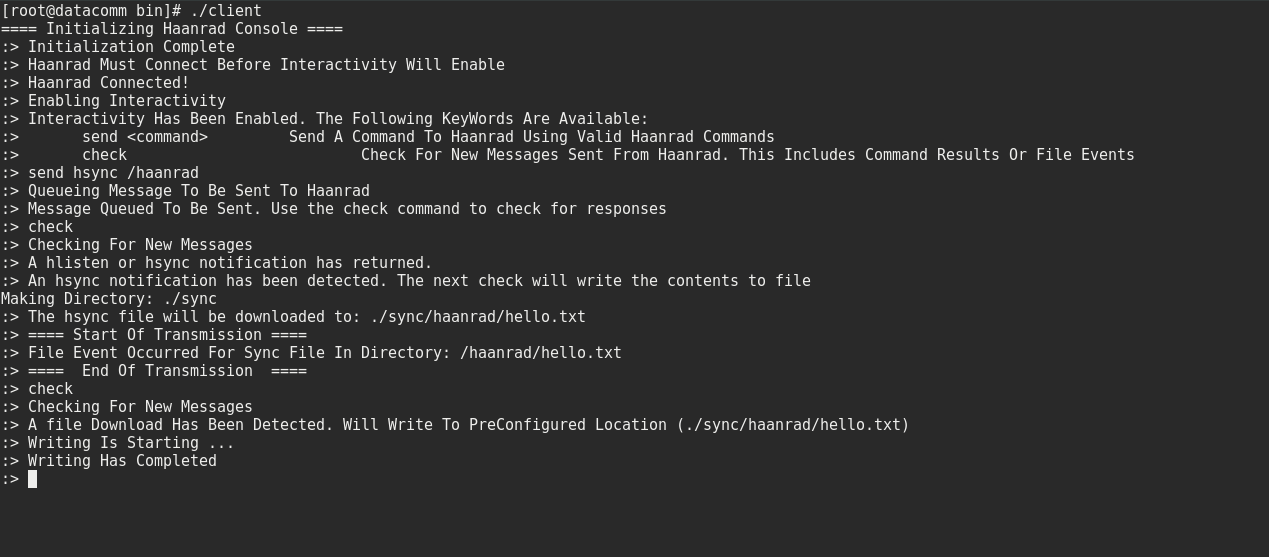 [root@datacomm bin]# ./client
==== Initializing Haanrad Console ====
:> Initialization Complete
:> Haanrad Must Connect Before Interactivity Will Enable
:> Haanrad Connected!
:> Enabling Interactivity
:> Interactivity Has Been Enabled. The Following KeyWords Are Available:
:>       send <command>         Send A Command To Haanrad Using Valid Haanrad Commands
:>       check                          Check For New Messages Sent From Haanrad. This Includes Command Results Or File Events
:> send hsync /haanrad
:> Queueing Message To Be Sent To Haanrad
:> Message Queued To Be Sent. Use the check command to check for responses
:> check
:> Checking For New Messages
:> A hlisten or hsync notification has returned.
:> An hsync notification has been detected. The next check will write the contents to file
Making Directory: ./sync
:> The hsync file will be downloaded to: ./sync/haanrad/hello.txt
:> ==== Start Of Transmission ====
:> File Event Occurred For Sync File In Directory: /haanrad/hello.txt
:> ====  End Of Transmission  ====
:> check
:> Checking For New Messages
:> A file Download Has Been Detected. Will Write To PreConfigured Location (./sync/haanrad/hello.txt)
:> Writing Is Starting ...
:> Writing Has Completed
:>